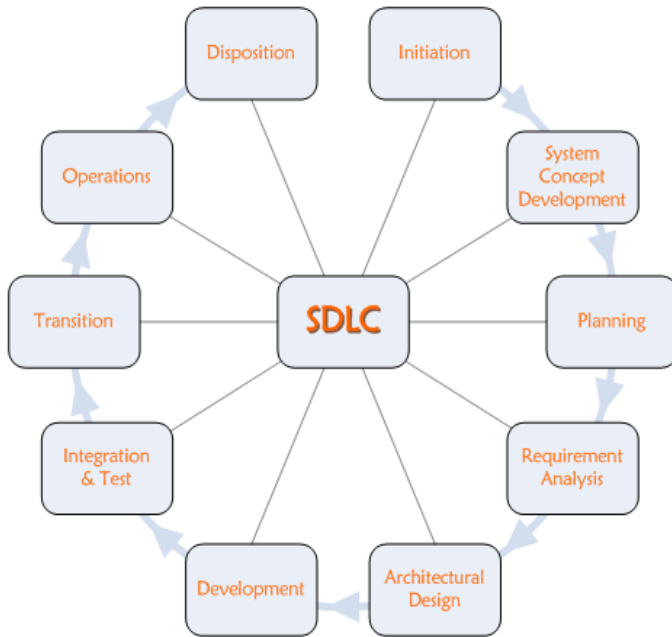 Disposition
Initiation
Operations
System
Concept
Development
SDLC
Transition
Planning
Integration
& Test
Requirement
Analysis
Development
Architectural
Design